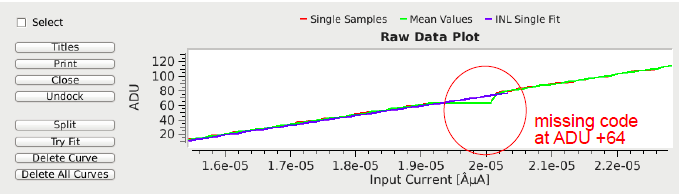 Select
Titles
Print
Close
Undock
Split
Try Fit
Delete Curve
Delete All Curves
Single Samples Mean Values INL Single Fit
Raw Data Plot
ADU
120
100
80
60
40
20
missing code
at ADU +64
1.6e-05 1.7e-05 1.8e-05 1.9e-05 2e-05 2.1e-05 2.2e-05
Input Current [ÂµA]